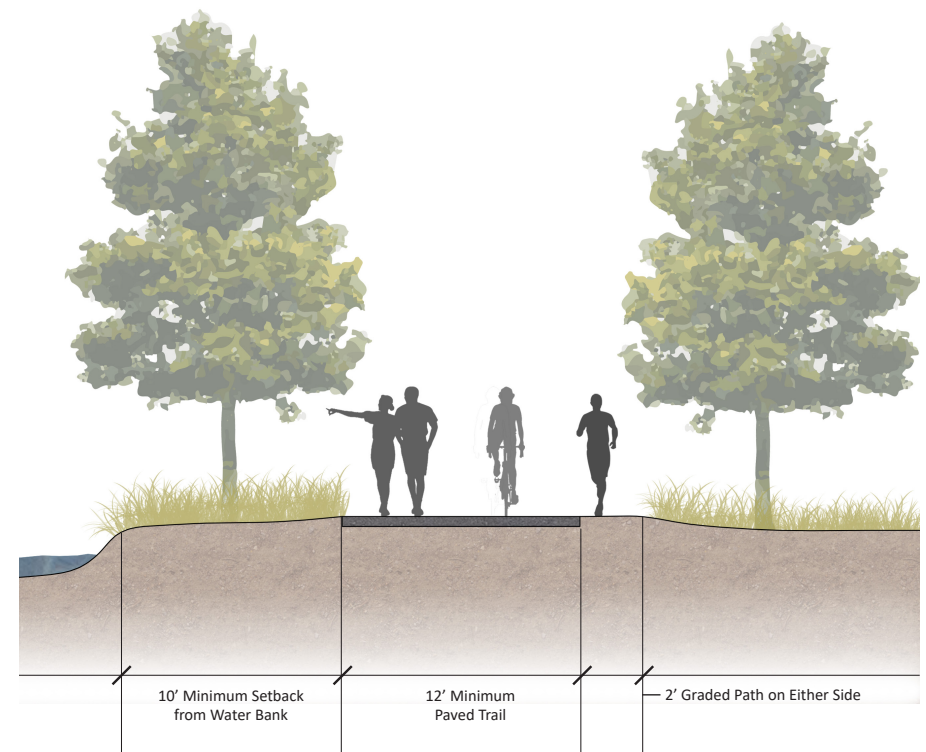 10’ Minimum Setback
from Water Bank
12’ Minimum
Paved Trail
2’ Graded Path on Either Side